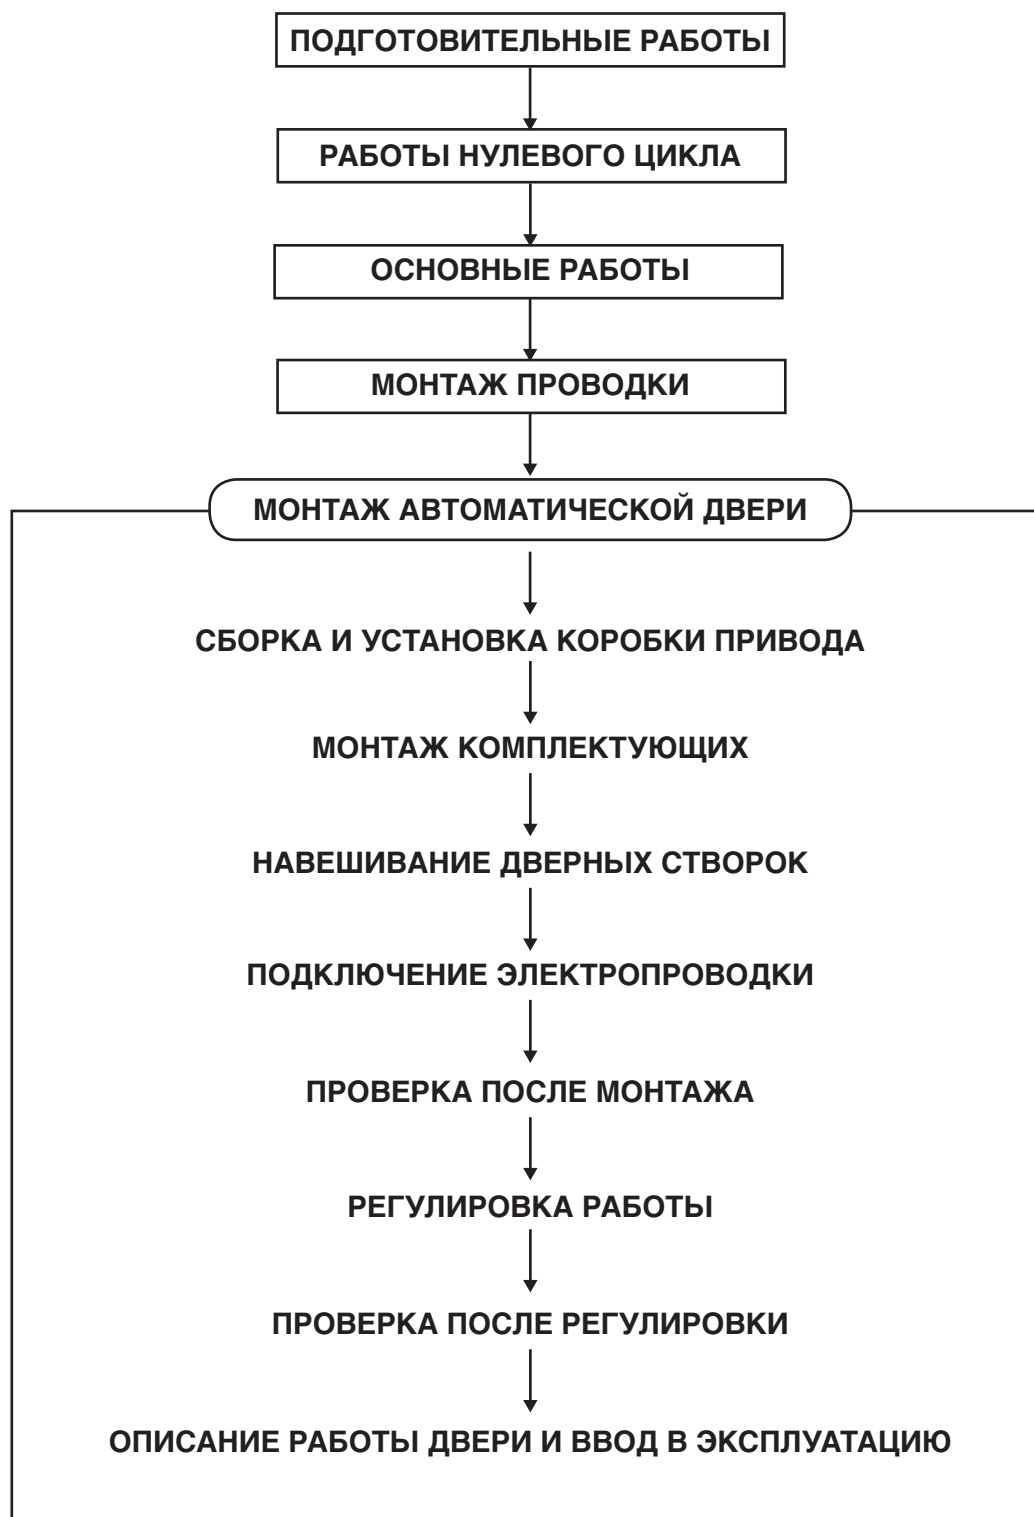 ПОДГОТОВИТЕЛЬНЫЕ РАБОТЫ
РАБОТЫ НУЛЕВОГО ЦИКЛА
ОСНОВНЫЕ РАБОТЫ
МОНТАЖ ПРОВОДКИ
МОНТАЖ АВТОМАТИЧЕСКОЙ ДВЕРИ
СБОРКА И УСТАНОВКА КОРОБКИ ПРИВОДА
МОНТАЖ КОМПЛЕКТУЮЩИХ
НАВЕШИВАНИЕ ДВЕРНЫХ СТВОРОК
ПОДКЛЮЧЕНИЕ ЭЛЕКТРОПРОВОДКИ
ПРОВЕРКА ПОСЛЕ МОНТАЖА
РЕГУЛИРОВКА РАБОТЫ
ПРОВЕРКА ПОСЛЕ РЕГУЛИРОВКИ
ОПИСАНИЕ РАБОТЫ ДВЕРИ И ВВОД В ЭКСПЛУАТАЦИЮ